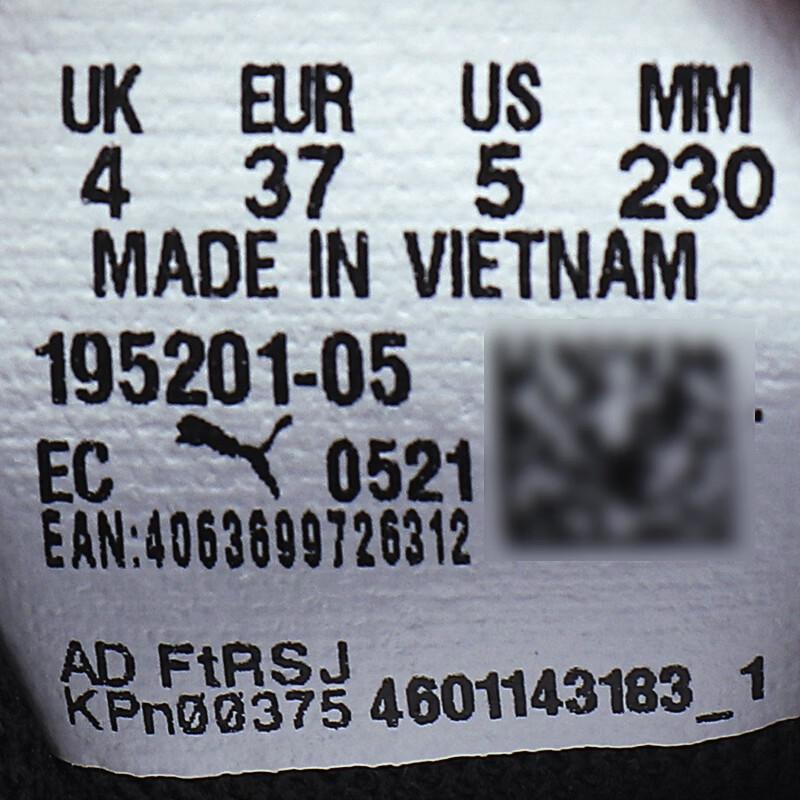 UK EUR US MM
4 37 5 230
MADE IN VIETNAM
195201-05
EC 0521
EAN:4063699726312
AD FtRSJ
KPn00375 4601143183_1